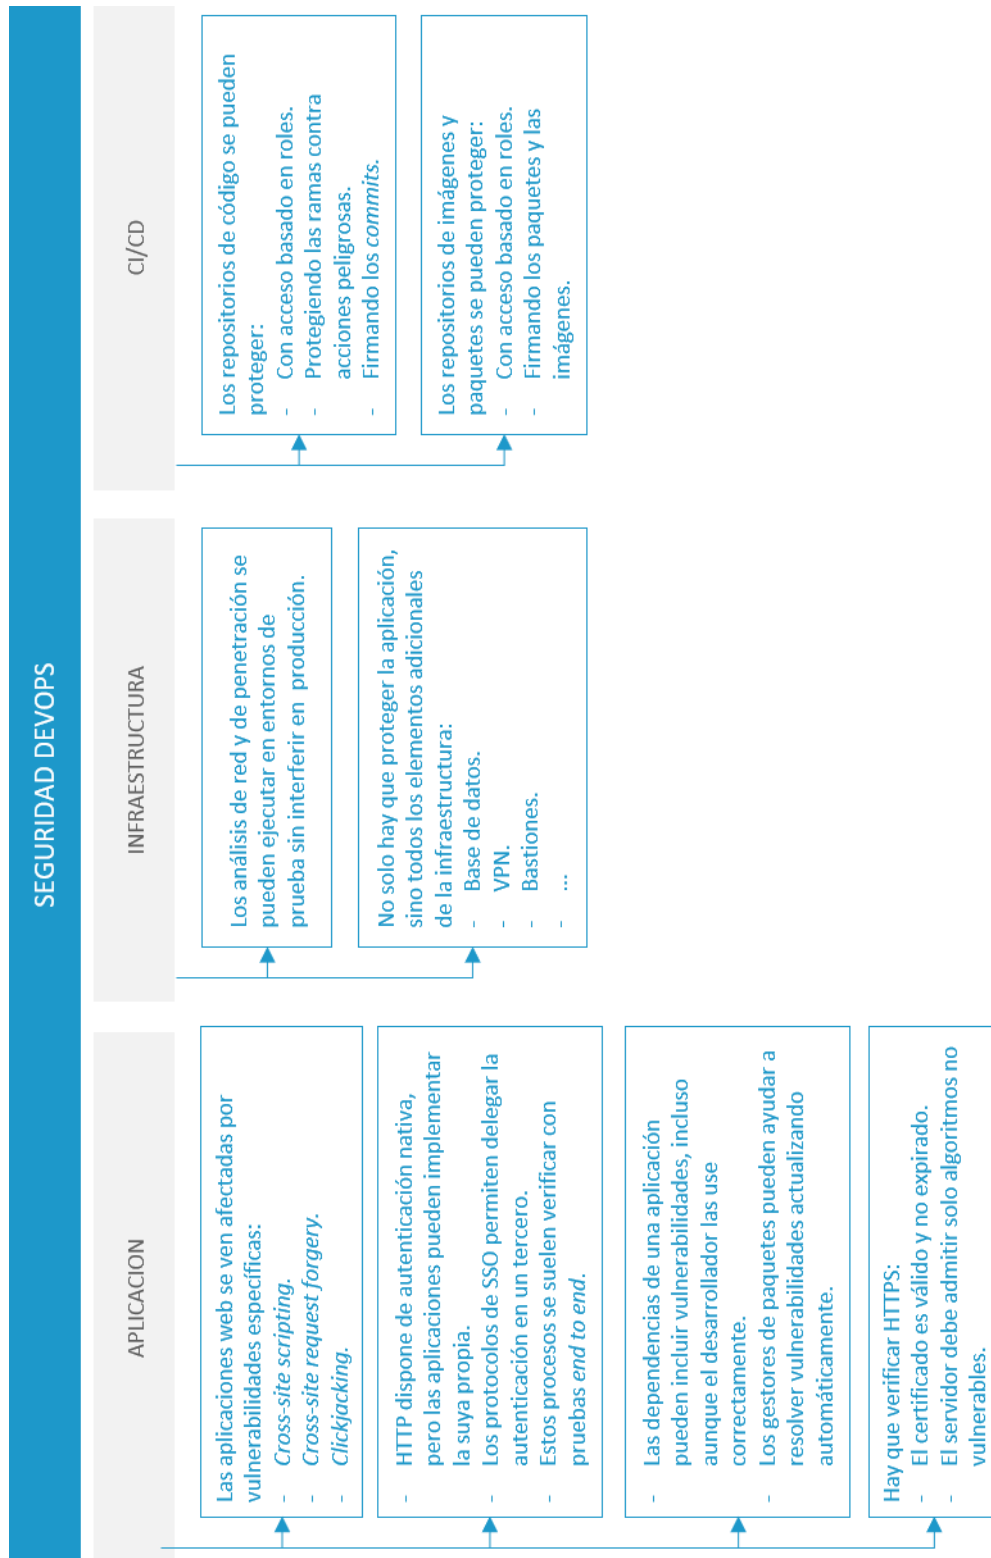 SEGURIDAD DEVOPS
APLICACION
Las aplicaciones web se ven afectadas por
vulnerabilidades específicas:
- Cross-site scripting.
- Cross-site request forgery.
- Clickjacking.
- HTTP dispone de autenticación nativa,
pero las aplicaciones pueden implementar
la suya propia.
- Los protocolos de SSO permiten delegar la
autenticación en un tercero.
- Estos procesos se suelen verificar con
pruebas end to end.
- Las dependencias de una aplicación
pueden incluir vulnerabilidades, incluso
aunque el desarrollador las use
correctamente.
- Los gestores de paquetes pueden ayudar a
resolver vulnerabilidades actualizando
automáticamente.
Hay que verificar HTTPS:
- El certificado es válido y no expirado.
- El servidor debe admitir solo algoritmos no
vulnerables.
INFRAESTRUCTURA
Los análisis de red y de penetración se
pueden ejecutar en entornos de
prueba sin interferir en producción.
No solo hay que proteger la aplicación,
sino todos los elementos adicionales
de la infraestructura:
- Base de datos.
- VPN.
- Bastiones.
- ...
CI/CD
Los repositorios de código se pueden
proteger:
- Con acceso basado en roles.
- Protegiendo las ramas contra
acciones peligrosas.
- Firmando los commits.
Los repositorios de imágenes y
paquetes se pueden proteger:
- Con acceso basado en roles.
- Firmando los paquetes y las
imágenes.